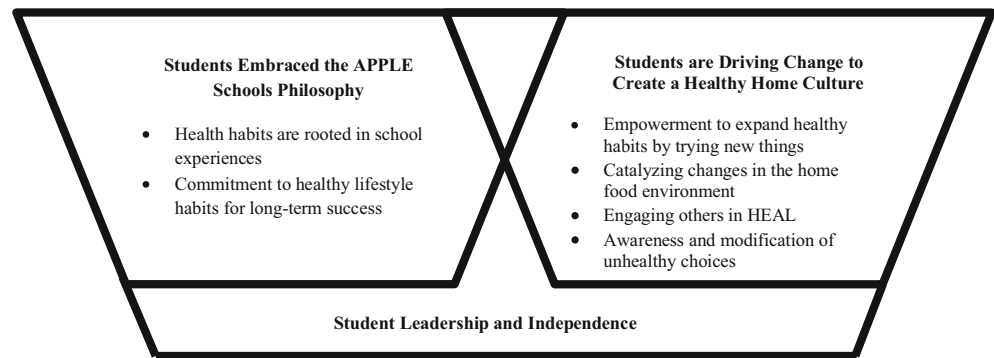 Students Embraced the APPLE
Schools Philosophy
• Health habits are rooted in school
experiences
• Commitment to healthy lifestyle
habits for long-term success
Students are Driving Change to
Create a Healthy Home Culture
• Empowerment to expand healthy
habits by trying new things
• Catalyzing changes in the home
food environment
• Engaging others in HEAL
• Awareness and modification of
unhealthy choices
Student Leadership and Independence